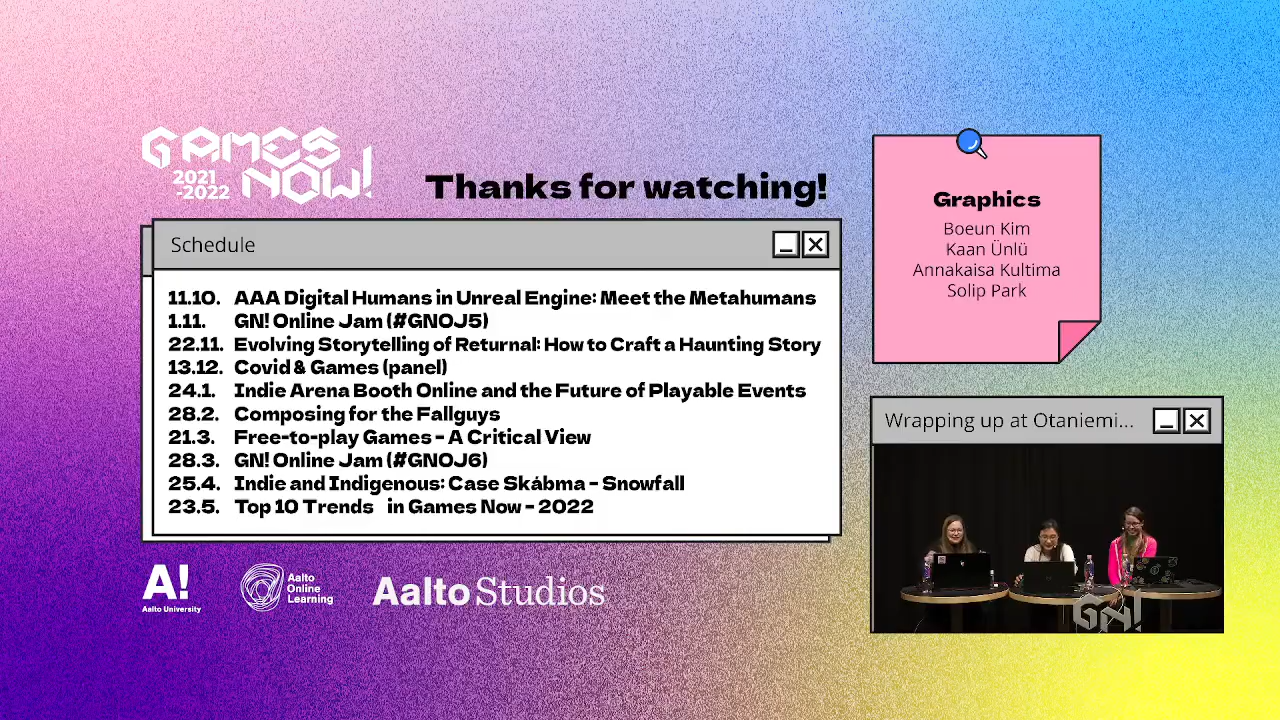 GAMES
2021
-2022
NOW!
Thanks for watching!
Schedule
11.10. AAA Digital Humans in Unreal Engine: Meet the Metahumans
1.11. GN! Online Jam (#GNOJ5)
22.11. Evolving Storytelling of Returnal: How to Craft a Haunting Story
13.12. Covid & Games (panel)
24.1. Indie Arena Booth Online and the Future of Playable Events
28.2. Composing for the Fallguys
21.3. Free-to-play Games – A Critical View
28.3. GN! Online Jam (#GNOJ6)
25.4. Indie and Indigenous: Case Skábma – Snowfall
23.5. Top 10 Trends in Games Now – 2022
A!
Aalto University
Aalto
Online
Learning
Aalto Studios
Graphics
Boeun Kim
Kaan Ünlü
Annakaisa Kultima
Solip Park
Wrapping up at Otaniemi...
GN!